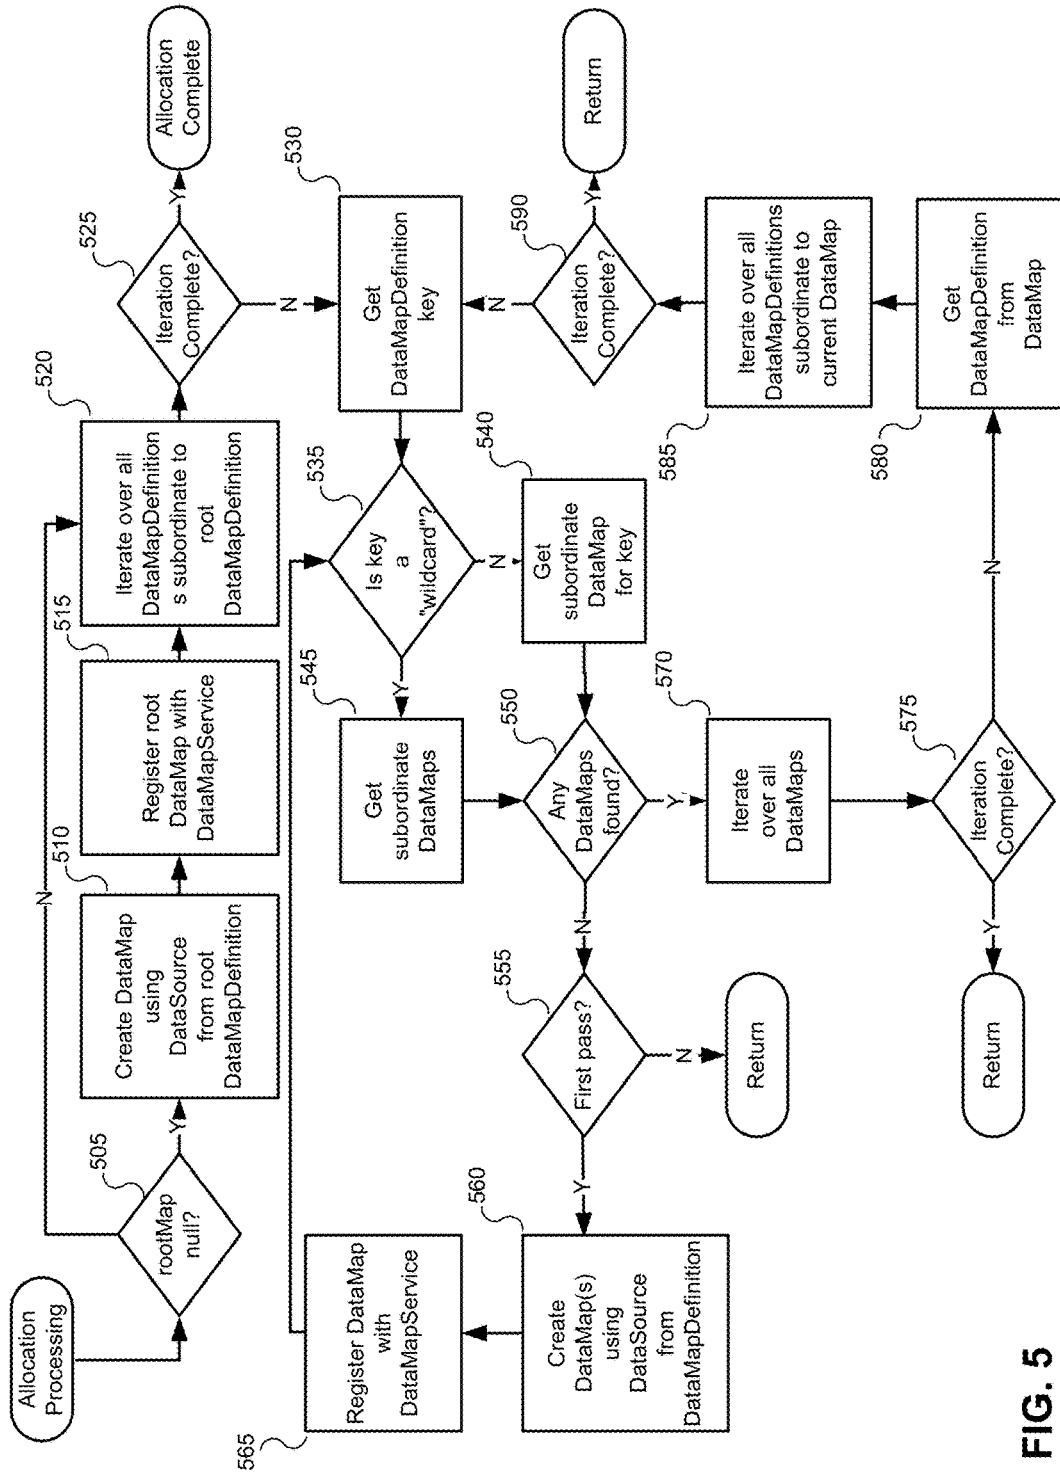 Allocation
Processing
505
rootMap
null?
N
Y
510
Create DataMap
using
DataSource
from root
DataMapDefinition
515
Register root
DataMap with
DataMapService
520
Iterate over all
DataMapDefinition
s subordinate to
root
DataMapDefinition
525
Iteration
Complete?
Y
Allocation
Complete
N
530
Get
DataMapDefinition
key
535
Is key
a
"wildcard"?
N
540
Get
subordinate
DataMap
for key
Y
545
Get
subordinate
DataMaps
550
Any
DataMaps
found?
N
555
First pass?
N
Return
Y
560
Create
DataMap(s)
using
DataSource
from
DataMapDefinition
565
Register DataMap
with
DataMapService
Y
570
Iterate
over all
DataMaps
575
Iteration
Complete?
Y
Return
N
580
Get
DataMapDefinition
from
DataMap
585
Iterate over all
DataMapDefinitions
subordinate to
current DataMap
590
Iteration
Complete?
N
Y
Return
FIG. 5